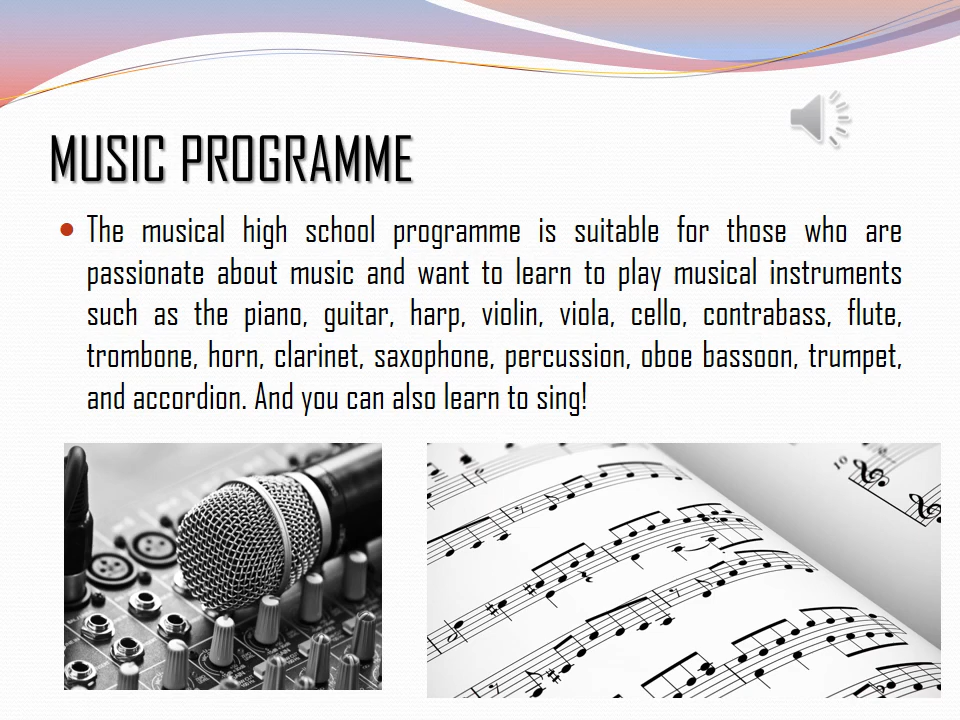 MUSIC PROGRAMME
The musical high school programme is suitable for those who are
passionate about music and want to learn to play musical instruments
such as the piano, guitar, harp, violin, viola, cello, contrabass, flute,
trombone, horn, clarinet, saxophone, percussion, oboe bassoon, trumpet,
and accordion. And you can also learn to sing!
10